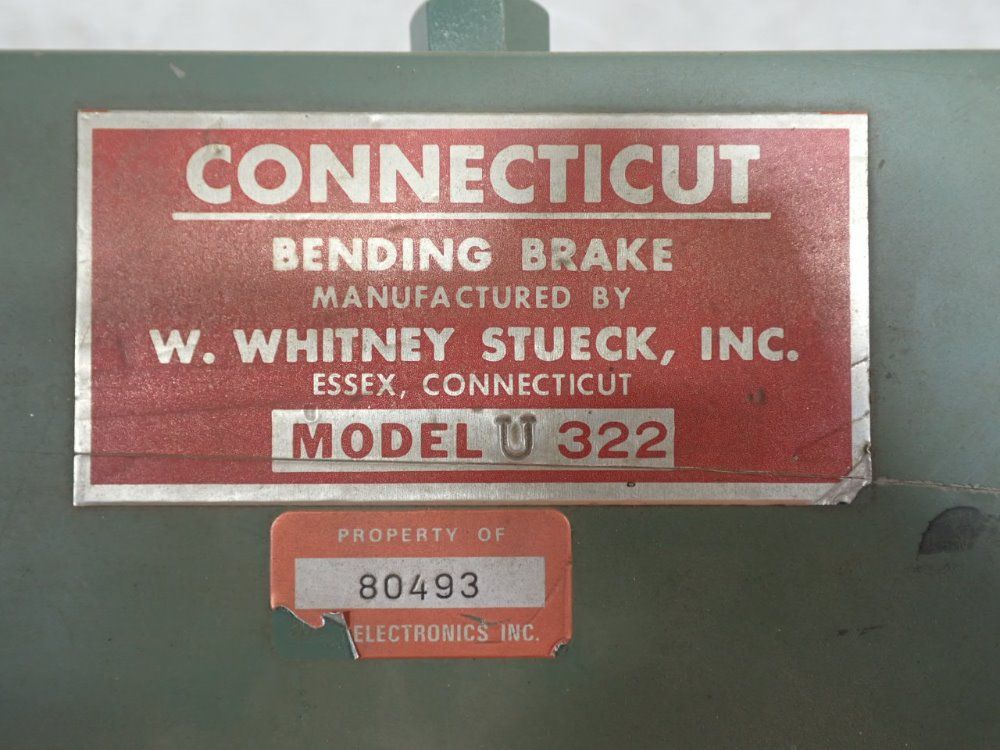 CONNECTICUT
BENDING BRAKE
MANUFACTURED BY
W. WHITNEY STUECK, INC.
ESSEX, CONNECTICUT
MODEL U 322
PROPERTY OF
80493
ELECTRONICS INC.